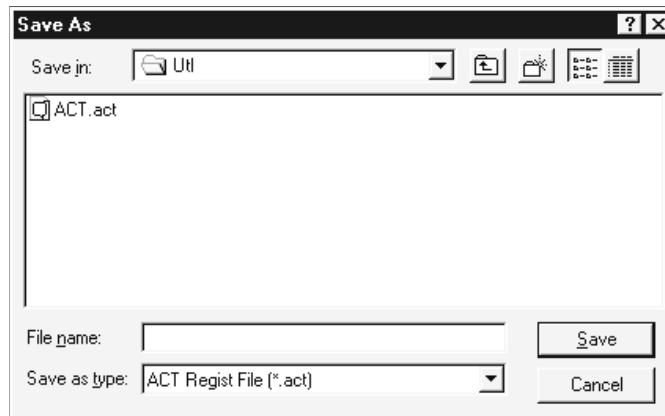 Save As
Save in: Utl
ACT.act
File name:
Save
Save as type: ACT Regist File (*.act)
Cancel